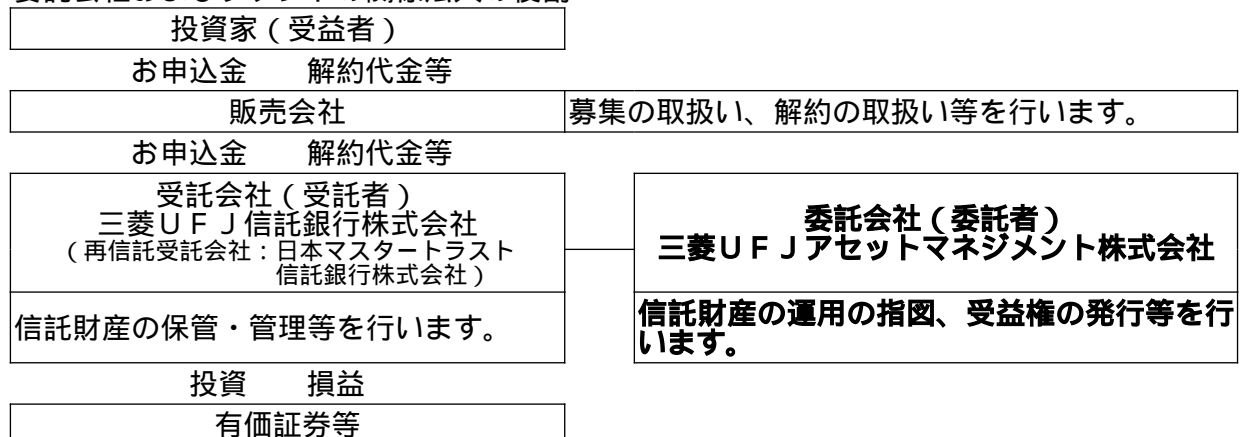 投資家（受益者）
お申込金　　解約代金等
販売会社
募集の取扱い、解約の取扱い等を行います。
お申込金　　解約代金等
受託会社（受託者）
三菱ＵＦＪ信託銀行株式会社
（再信託受託会社：日本マスタートラスト
信託銀行株式会社）
委託会社（委託者）
三菱ＵＦＪアセットマネジメント株式会社
信託財産の保管・管理等を行います。
信託財産の運用の指図、受益権の発行等を行
います。
投資　　損益
有価証券等